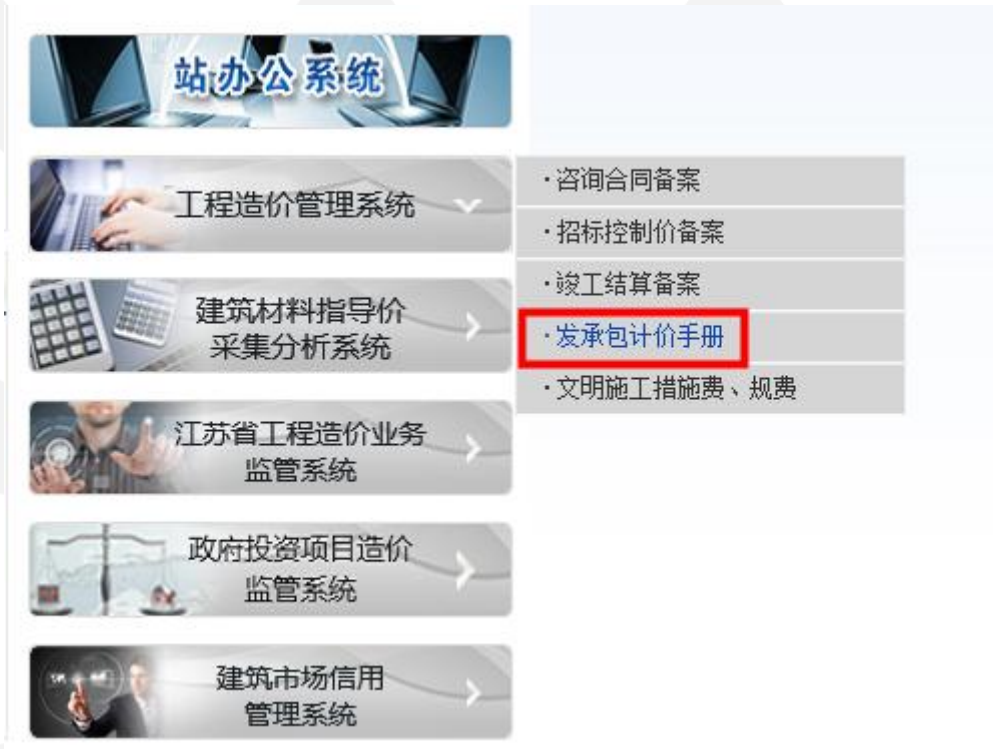 站办公系统
工程造价管理系统
·咨询合同备案
·招标控制价备案
·竣工结算备案
·发承包计价手册
·文明施工措施费、规费
建筑材料指导价
采集分析系统
江苏省工程造价业务
监管系统
政府投资项目造价
监管系统
建筑市场信用
管理系统